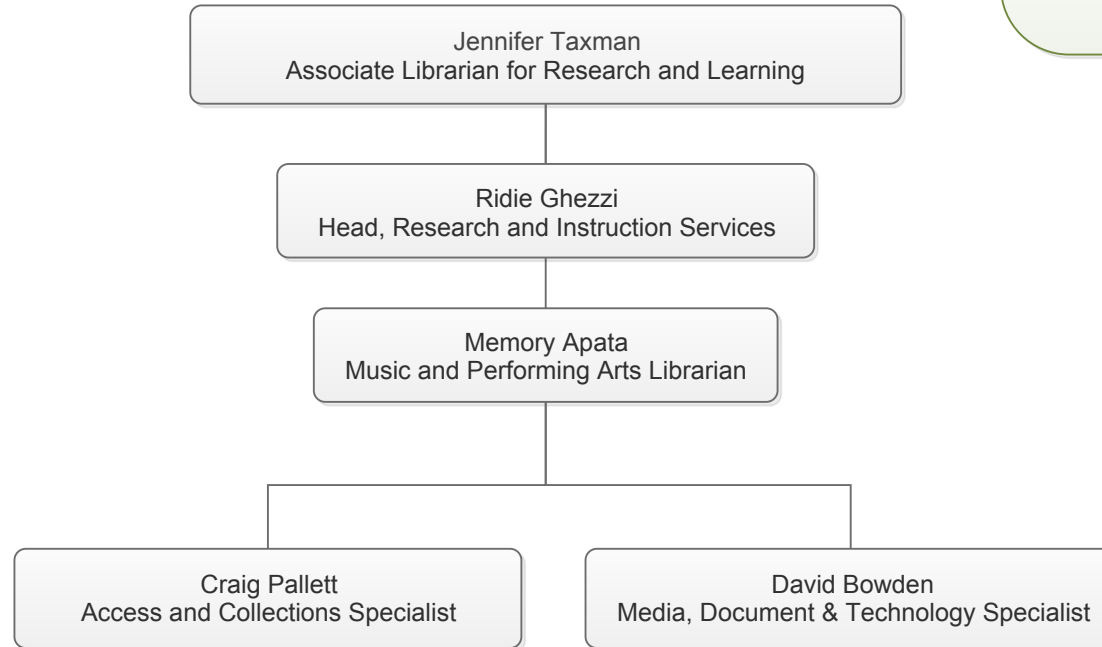 Jennifer Taxman
Associate Librarian for Research and Learning
Ridie Ghezzi
Head, Research and Instruction Services
Memory Apata
Music and Performing Arts Librarian
Craig Pallett
Access and Collections Specialist
David Bowden
Media, Document & Technology Specialist